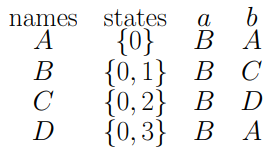 names states a b
A {0} B A
B {0, 1} B C
C {0, 2} B D
D {0, 3} B A